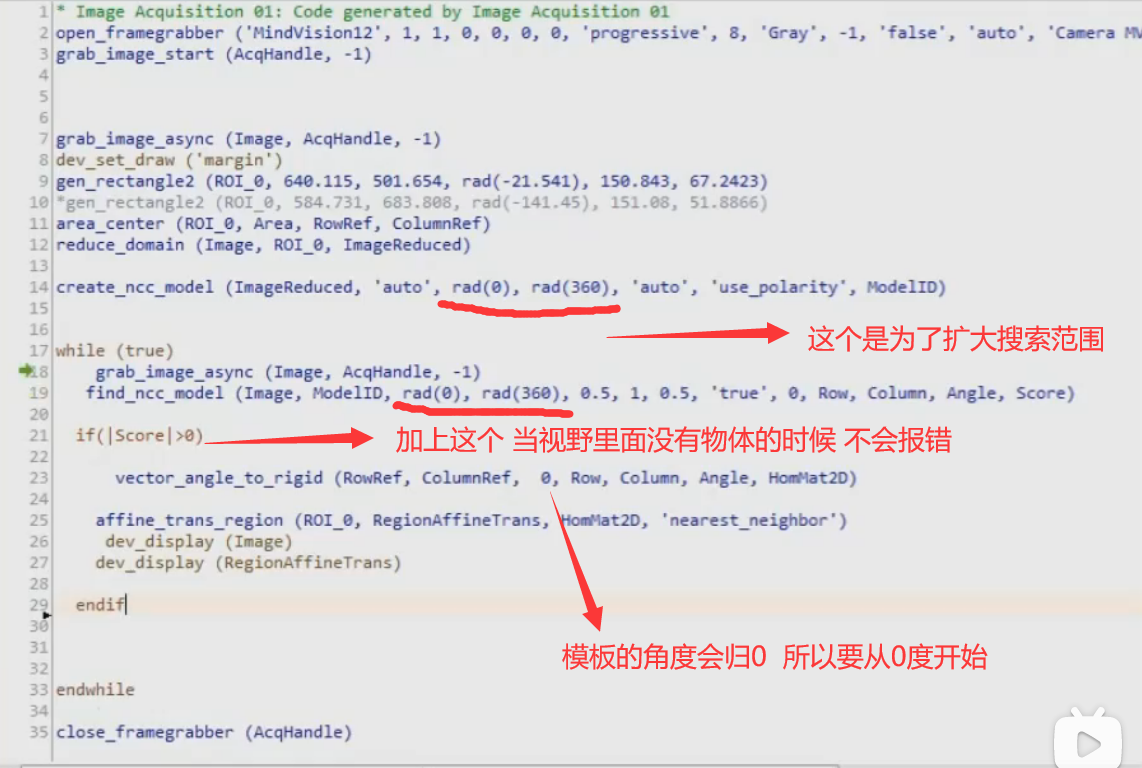 1 * Image Acquisition 01: Code generated by Image Acquisition 01
2 open_framegrabber ('MindVision12', 1, 1, 0, 0, 0, 0, 'progressive', 8, 'Gray', -1, 'false', 'auto', 'Camera MV
3 grab_image_start (AcqHandle, -1)
4
5
6
7 grab_image_async (Image, AcqHandle, -1)
8 dev_set_draw ('margin')
9 gen_rectangle2 (ROI_0, 640.115, 501.654, rad(-21.541), 150.843, 67.2423)
10 *gen_rectangle2 (ROI_0, 584.731, 683.808, rad(-141.45), 151.08, 51.8866)
11 area_center (ROI_0, Area, RowRef, ColumnRef)
12 reduce_domain (Image, ROI_0, ImageReduced)
13
14 create_ncc_model (ImageReduced, 'auto', rad(0), rad(360), 'auto', 'use_polarity', ModelID)
15
16
这个是为了扩大搜索范围
17 while (true)
18 grab_image_async (Image, AcqHandle, -1)
19 find_ncc_model (Image, ModelID, rad(0), rad(360), 0.5, 1, 0.5, 'true', 0, Row, Column, Angle, Score)
20
21 if(|Score|>0) 加上这个 当视野里面没有物体的时候 不会报错
22
23 vector_angle_to_rigid (RowRef, ColumnRef, 0, Row, Column, Angle, HomMat2D)
24
25 affine_trans_region (ROI_0, RegionAffineTrans, HomMat2D, 'nearest_neighbor')
26 dev_display (Image)
27 dev_display (RegionAffineTrans)
28
29 endif
30
31
模板的角度会归0 所以要从0度开始
32
33 endwhile
34
35 close_framegrabber (AcqHandle)